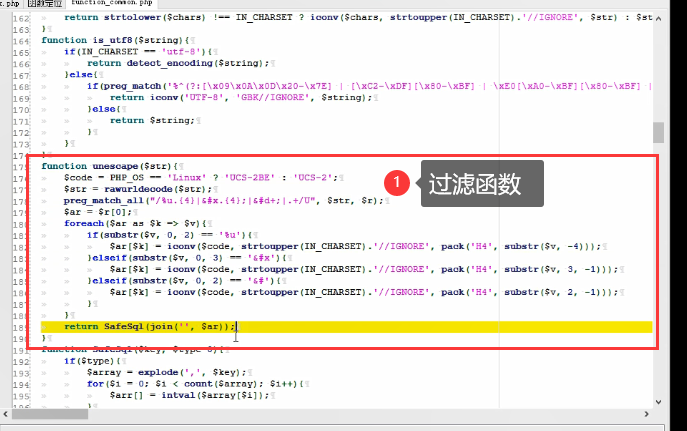 x.php 函数定位 function_common.php
162 return strtolower($chars) !== IN_CHARSET ? iconv($chars, strtoupper(IN_CHARSET).'//IGNORE', $str) : $st
163 }
164 function is_utf8($string){
165 if(IN_CHARSET == 'utf-8'){
166 return detect_encoding($string);
167 }else{
168 if(preg_match('%^(?:[\x09\x0A\x0D\x20-\x7E] | [\xC2-\xDF][\x80-\xBF] | \xE0[\xA0-\xBF][\x80-\xBF] |
169 return iconv('UTF-8', 'GBK//IGNORE', $string);
170 }else{
171 return $string;
172 }
173 }
174 }
175 function unescape($str){
176 $code = PHP_OS == 'Linux' ? 'UCS-2BE' : 'UCS-2';
177 $str = rawurldecode($str);
178 preg_match_all("/%u.{4}|&#x.{4};|&#d+;|.+/U", $str, $r);
179 $ar = $r[0];
180 foreach($ar as $k => $v){
181 if(substr($v, 0, 2) == '%u'){
182 $ar[$k] = iconv($code, strtoupper(IN_CHARSET).'//IGNORE', pack('H4', substr($v, -4)));
183 }elseif(substr($v, 0, 3) == '&#x'){
184 $ar[$k] = iconv($code, strtoupper(IN_CHARSET).'//IGNORE', pack('H4', substr($v, 3, -1)));
185 }elseif(substr($v, 0, 2) == '&#'){
186 $ar[$k] = iconv($code, strtoupper(IN_CHARSET).'//IGNORE', pack('H4', substr($v, 2, -1)));
187 }
188 }
189 return SafeSql(join('', $ar));
190 }
191 function SafeSql($key, $type=0){
192 if($type){
193 $array = explode(',', $key);
194 for($i = 0; $i < count($array); $i++){
195 $arr[] = intval($array[$i]);
196 }
1 过滤函数